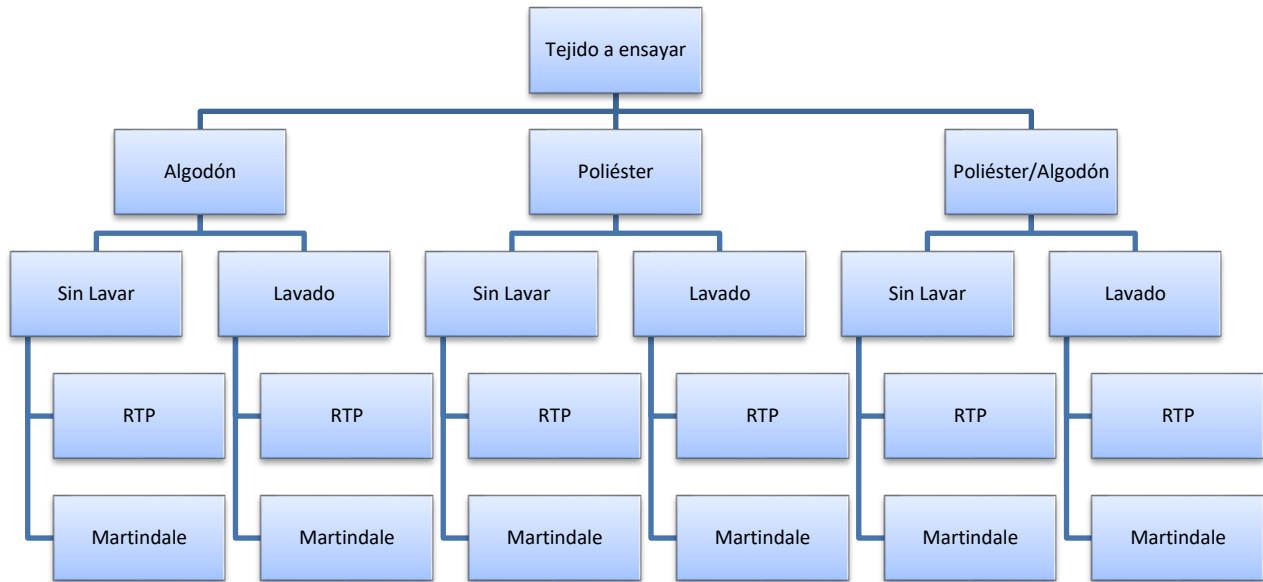 Tejido a ensayar
Algodón
Poliéster
Poliéster/Algodón
Sin Lavar
Lavado
Sin Lavar
Lavado
Sin Lavar
Lavado
RTP
RTP
RTP
RTP
RTP
RTP
Martindale
Martindale
Martindale
Martindale
Martindale
Martindale